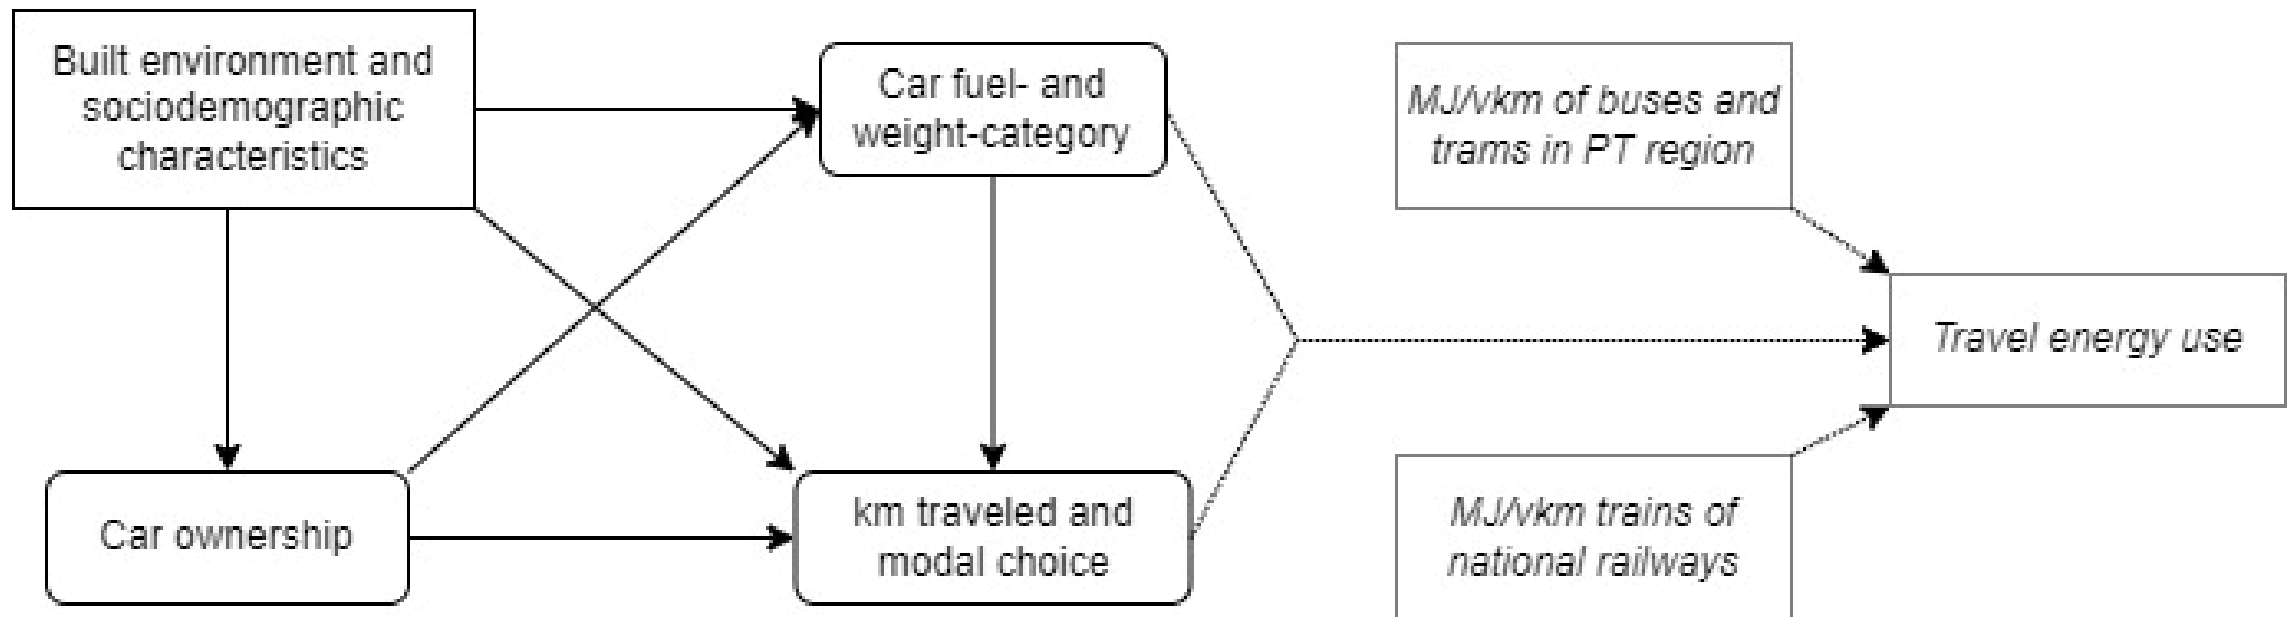 Built environment and
sociodemographic
characteristics
Car fuel- and
weight-category
MJ/vkm of buses and
trams in PT region
Travel energy use
Car ownership
km traveled and
modal choice
MJ/vkm trains of
national railways